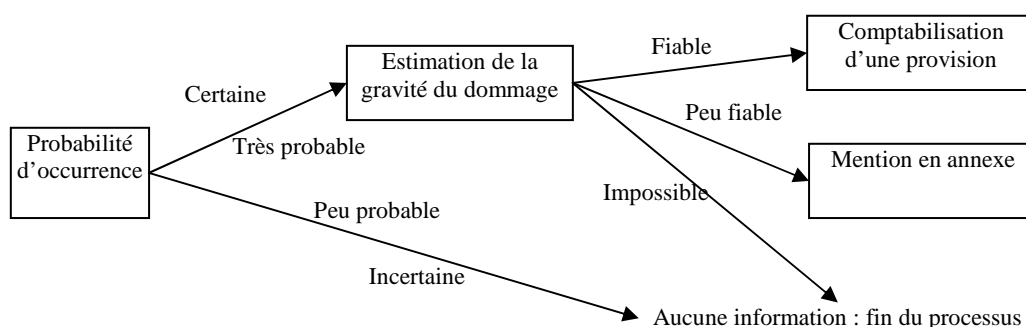 Probabilité
d’occurrence
Certaine
Très probable
Peu probable
Incertaine
Estimation de la
gravité du dommage
Fiable
Peu fiable
Impossible
Comptabilisation
d’une provision
Mention en annexe
Aucune information : fin du processus